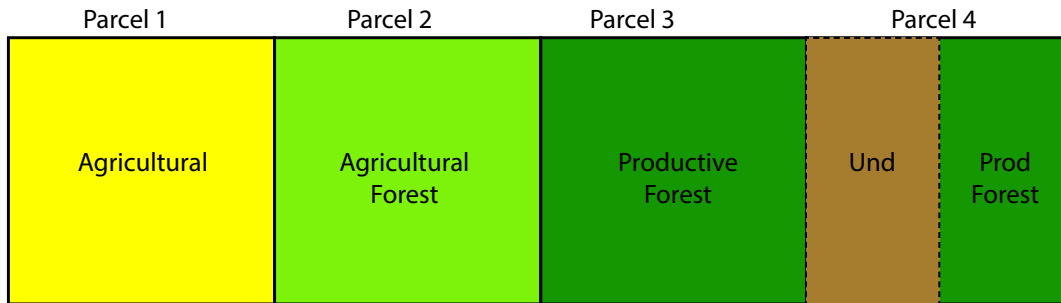 Parcel 1
Parcel 2
Parcel 3
Parcel 4
Agricultural
Agricultural
Forest
Productive
Forest
Und
Prod
Forest